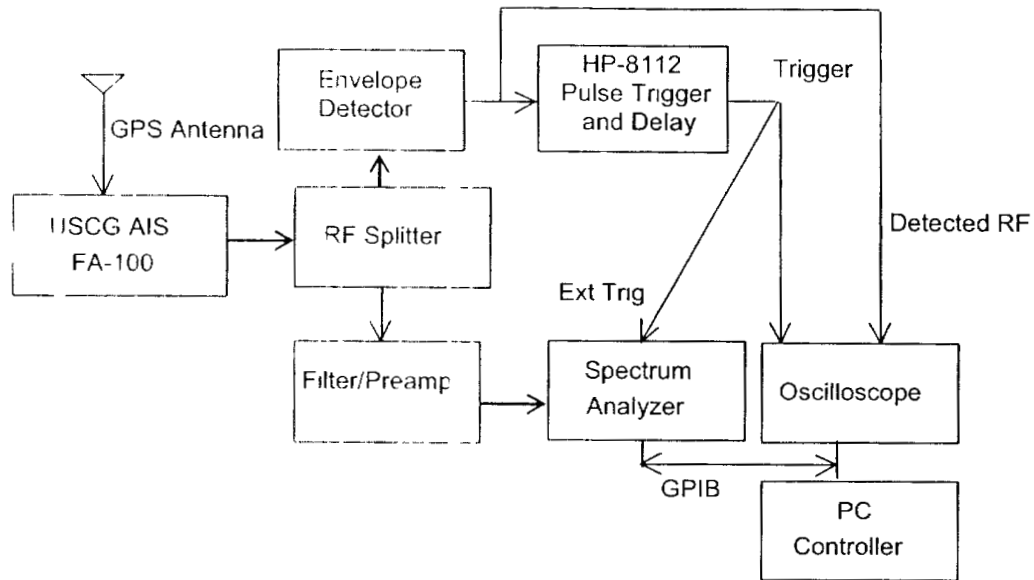 Envelope
Detector
HP-8112
Pulse Trigger
and Delay
Trigger
GPS Antenna
USCG AIS
FA-100
RF Splitter
Detected RF
Ext Trig
Filter/Preamp
Spectrum
Analyzer
Oscilloscope
GPIB
PC
Controller